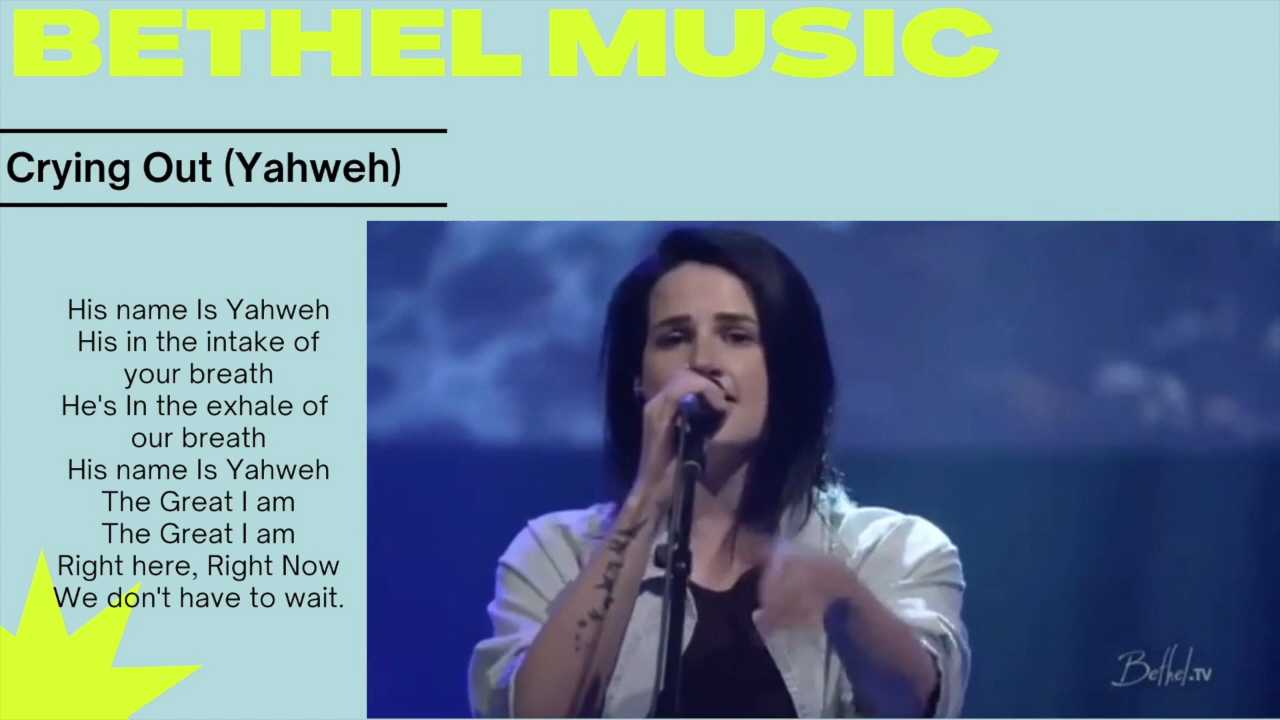 BETHEL MUSIC
Crying Out (Yahweh)
His name Is Yahweh
His in the intake of
your breath
He's In the exhale of
our breath
His name Is Yahweh
The Great I am
The Great I am
Right here, Right Now
We don't have to wait.
Bethel.TV